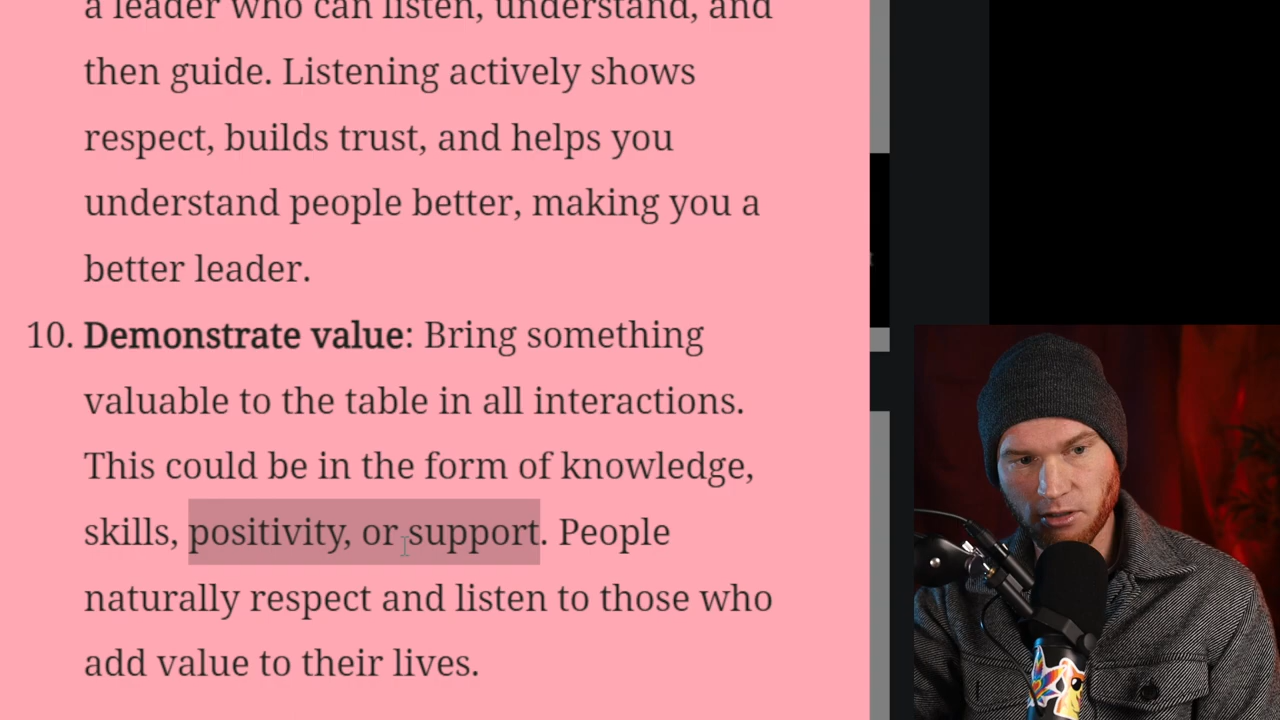 a leader who can listen, understand, and
then guide. Listening actively shows
respect, builds trust, and helps you
understand people better, making you a
better leader.
10. Demonstrate value: Bring something
valuable to the table in all interactions.
This could be in the form of knowledge,
skills, positivity, or support. People
naturally respect and listen to those who
add value to their lives.